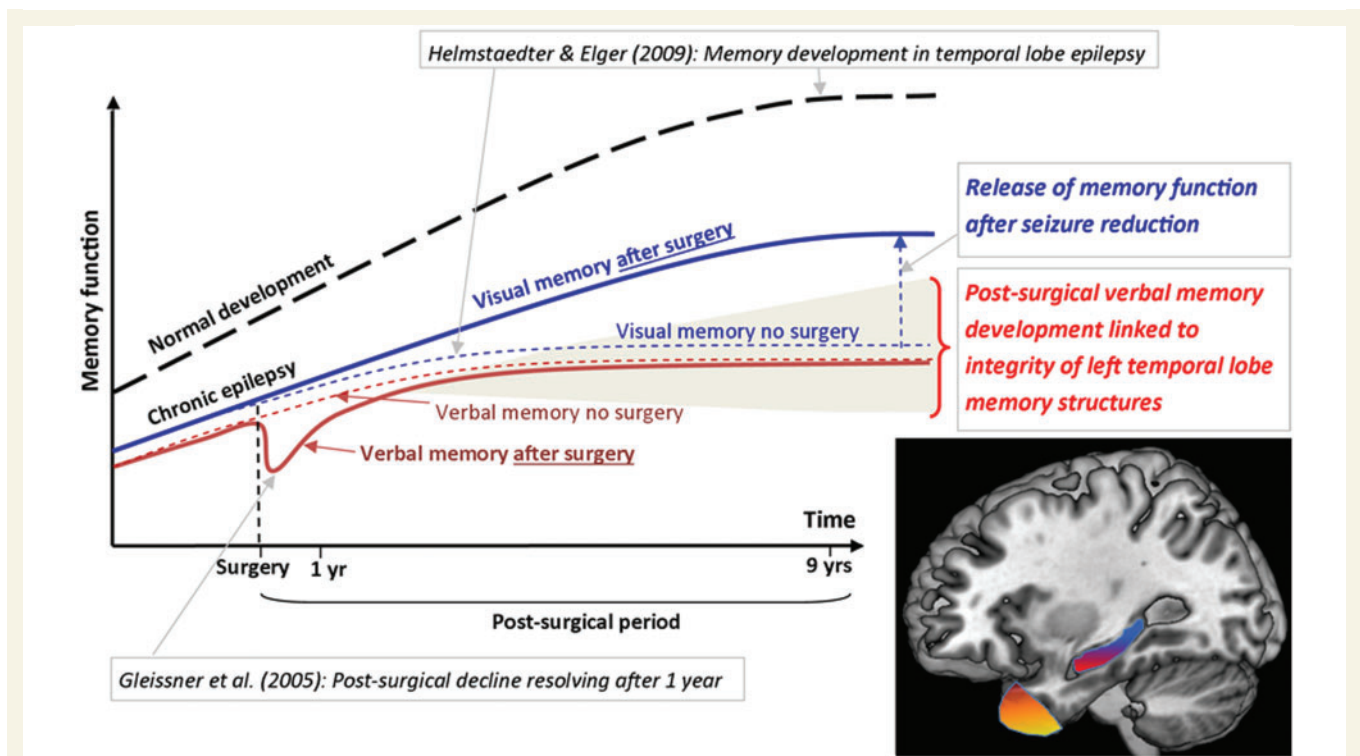 Helmstaedter & Elger (2009): Memory development in temporal lobe epilepsy
Memory function
Normal development
Chronic epilepsy
Visual memory after surgery
Visual memory no surgery
Verbal memory no surgery
Verbal memory after surgery
Release of memory function
after seizure reduction
Post-surgical verbal memory
development linked to
integrity of left temporal lobe
memory structures
Time
Surgery
1 yr
9 yrs
Post-surgical period
Gleissner et al. (2005): Post-surgical decline resolving after 1 year